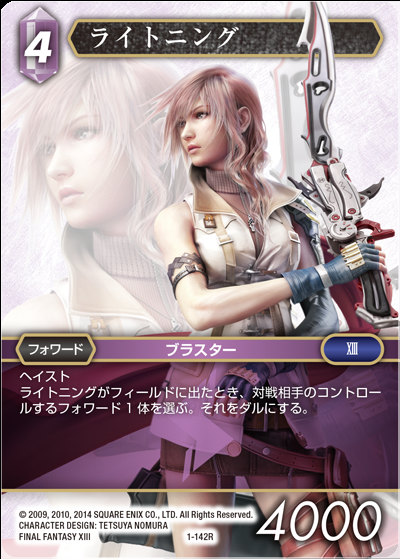 4
ライトニング
フォワード
ブラスター
XIII
ヘイスト
ライトニングがフィールドに出たとき、対戦相手のコントロー
ルするフォワード 1 体を選ぶ。それをダルにする。
© 2009, 2010, 2014 SQUARE ENIX CO., LTD. All Rights Reserved.
CHARACTER DESIGN: TETSUYA NOMURA
FINAL FANTASY XIII
1-142R
4000